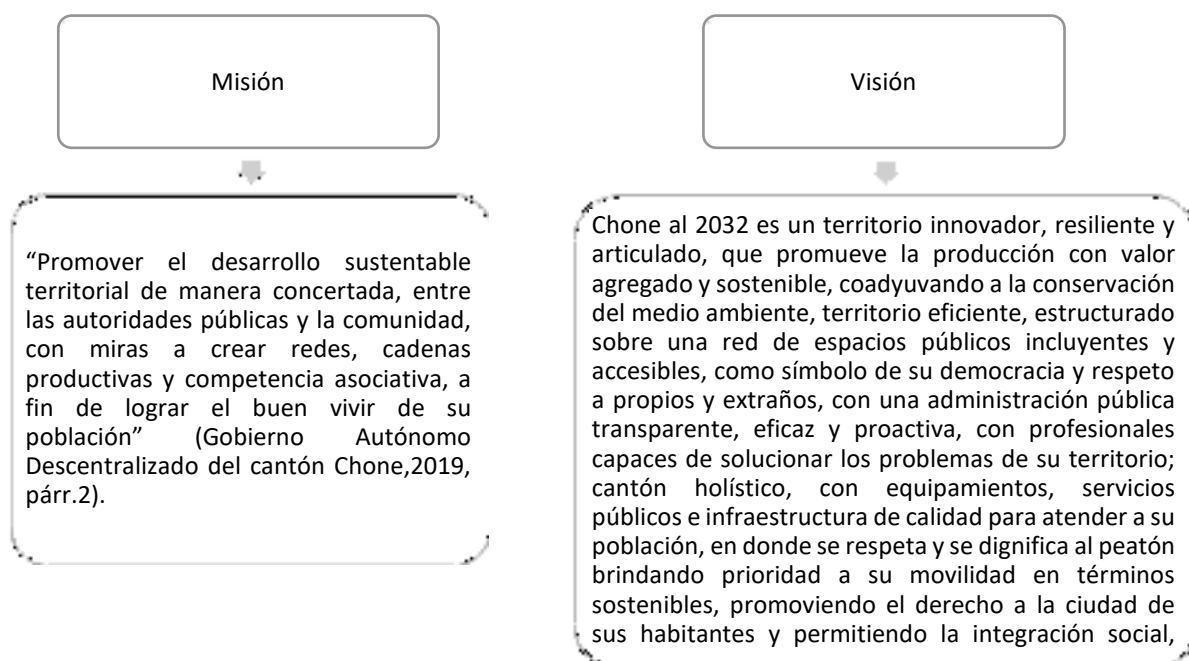 Misión
“Promover el desarrollo sustentable
territorial de manera concertada, entre
las autoridades públicas y la comunidad,
con miras a crear redes, cadenas
productivas y competencia asociativa, a
fin de lograr el buen vivir de su
población” (Gobierno Autónomo
Descentralizado del cantón Chone,2019,
párr.2).
Visión
Chone al 2032 es un territorio innovador, resiliente y
articulado, que promueve la producción con valor
agregado y sostenible, coadyuvando a la conservación
del medio ambiente, territorio eficiente, estructurado
sobre una red de espacios públicos incluyentes y
accesibles, como símbolo de su democracia y respeto
a propios y extraños, con una administración pública
transparente, eficaz y proactiva, con profesionales
capaces de solucionar los problemas de su territorio;
cantón holístico, con equipamientos, servicios
públicos e infraestructura de calidad para atender a su
población, en donde se respeta y se dignifica al peatón
brindando prioridad a su movilidad en términos
sostenibles, promoviendo el derecho a la ciudad de
sus habitantes y permitiendo la integración social,